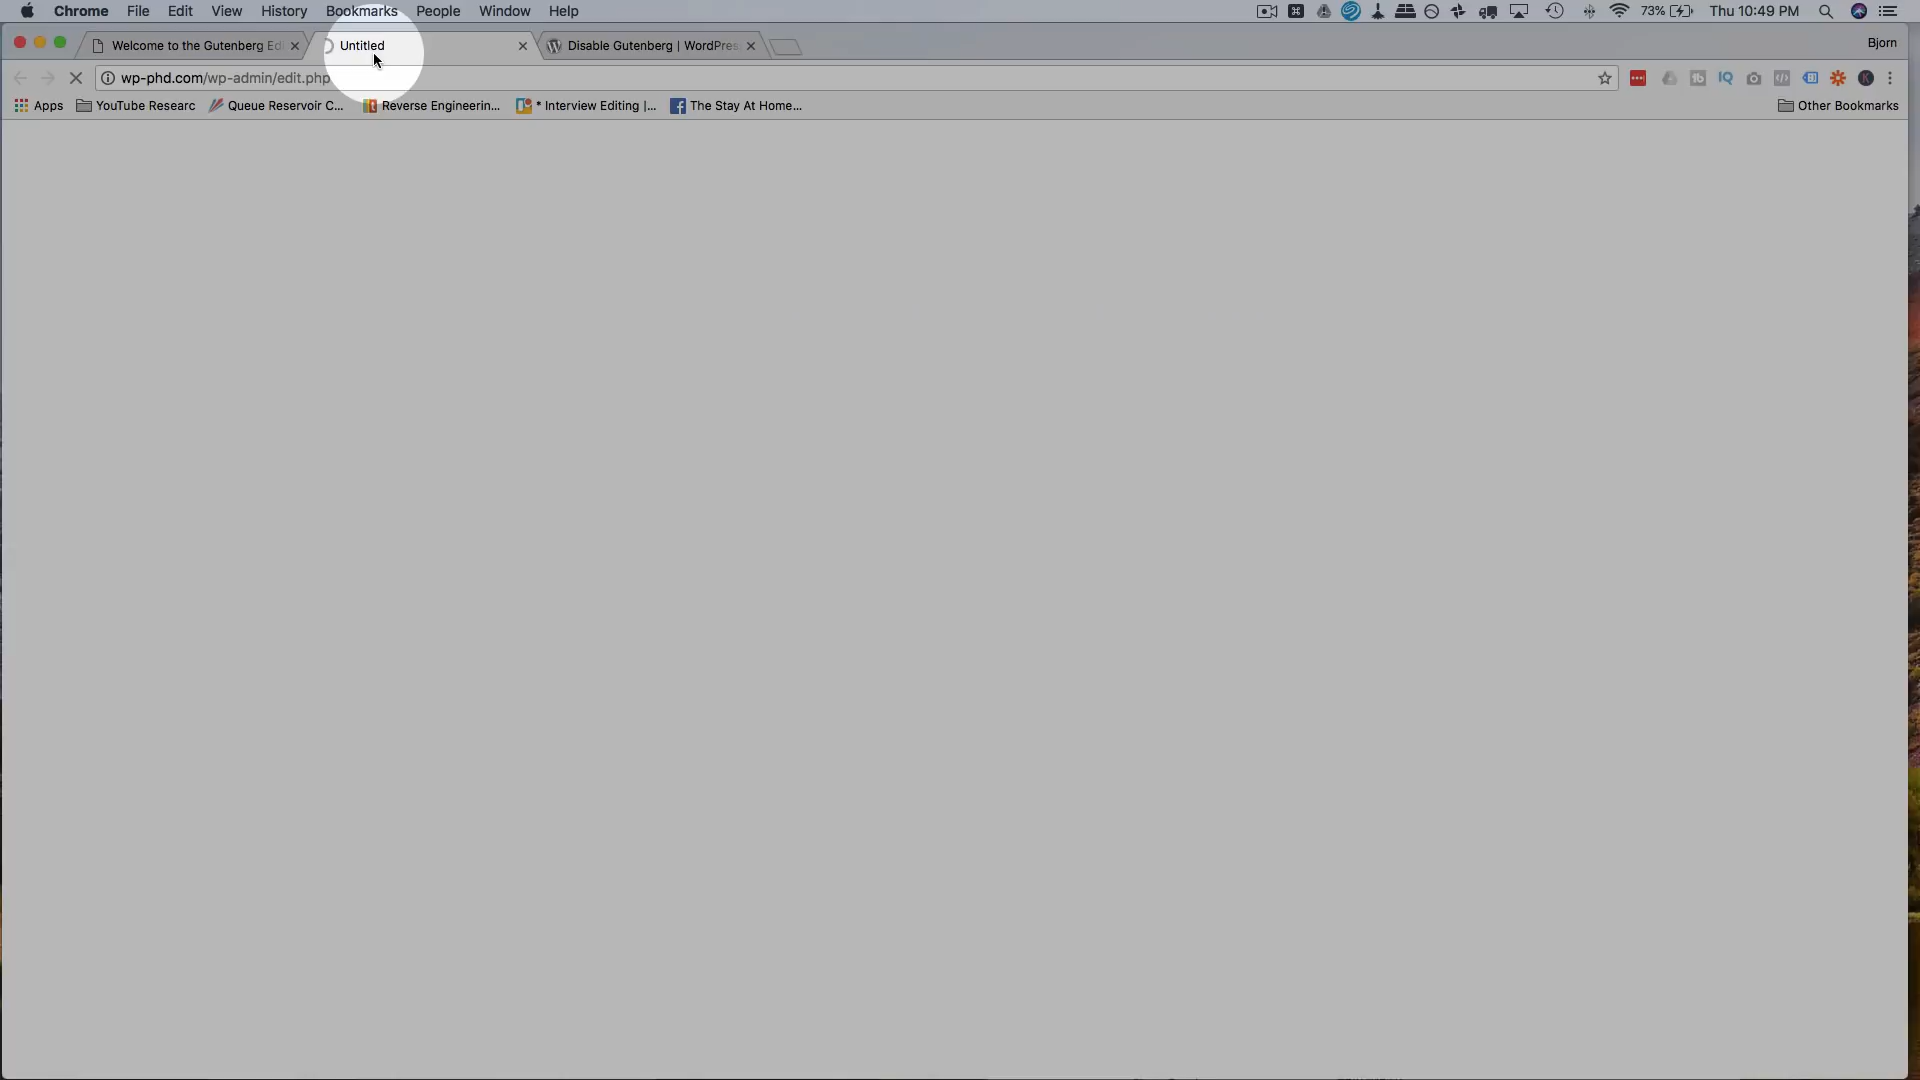 Chrome File Edit View History Bookmarks People Window Help 73% Thu 10:49 PM
Welcome to the Gutenberg Ed Untitled Disable Gutenberg | WordPres Bjorn
wp-phd.com/wp-admin/edit.php
Apps YouTube Researc Queue Reservoir C... Reverse Engineerin... * Interview Editing |... The Stay At Home... Other Bookmarks